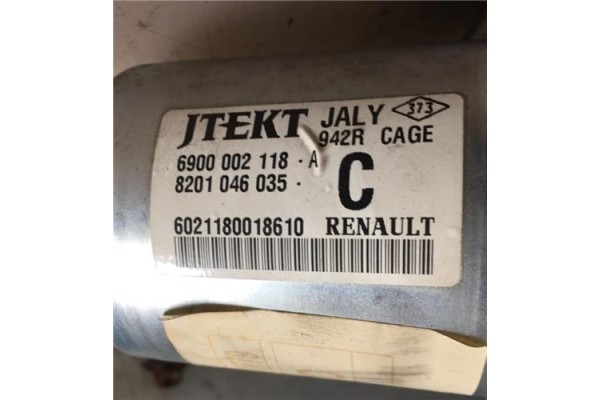 JTEKT JALY 373
942R CAGE
6900 002 118 - A
8201 046 035 - C
6021180018610 RENAULT